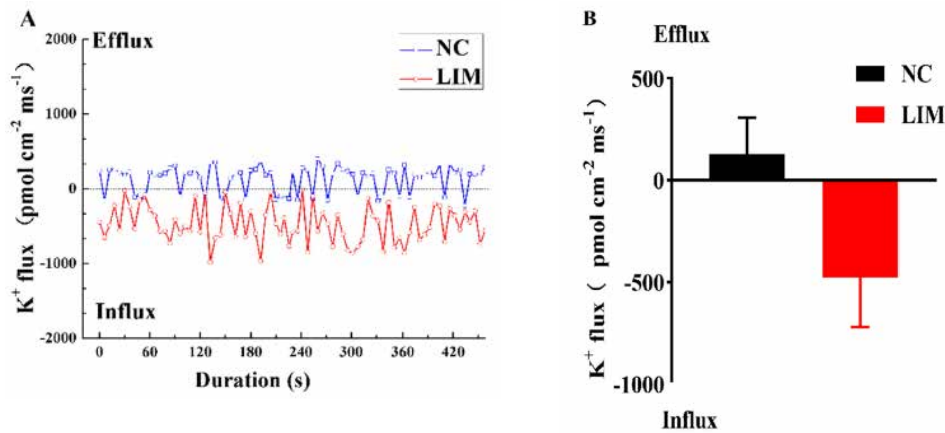 A
Efflux
NC
LIM
2000
1000
0
-1000
-2000
K+ flux (pmol cm-2 ms-1)
Influx
0 60 120 180 240 300 360 420
Duration (s)
B
Efflux
NC
LIM
500
0
-500
-1000
K+ flux ( pmol cm-2 ms-1)
Influx